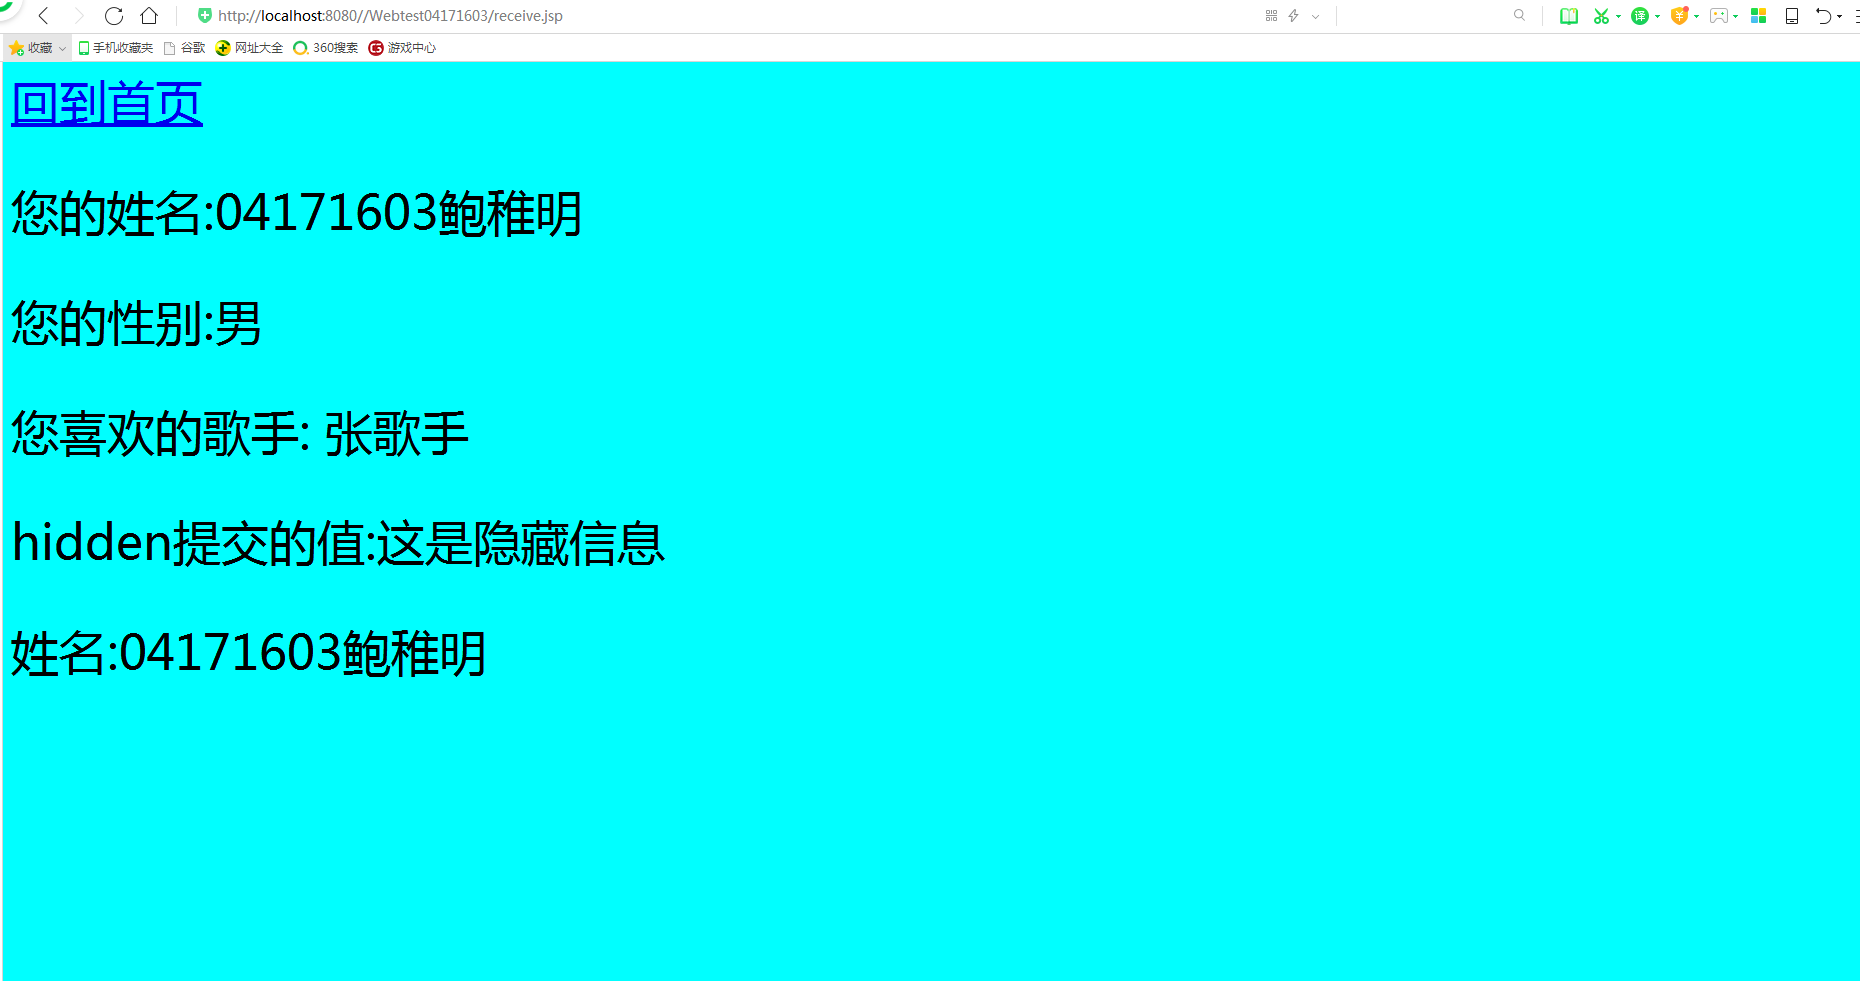 http://localhost:8080//Webtest04171603/receive.jsp
译
收藏 手机收藏夹 谷歌 网址大全 360搜索 游戏中心
回到首页
您的姓名:04171603鲍稚明
您的性别:男
您喜欢的歌手: 张歌手
hidden提交的值:这是隐藏信息
姓名:04171603鲍稚明